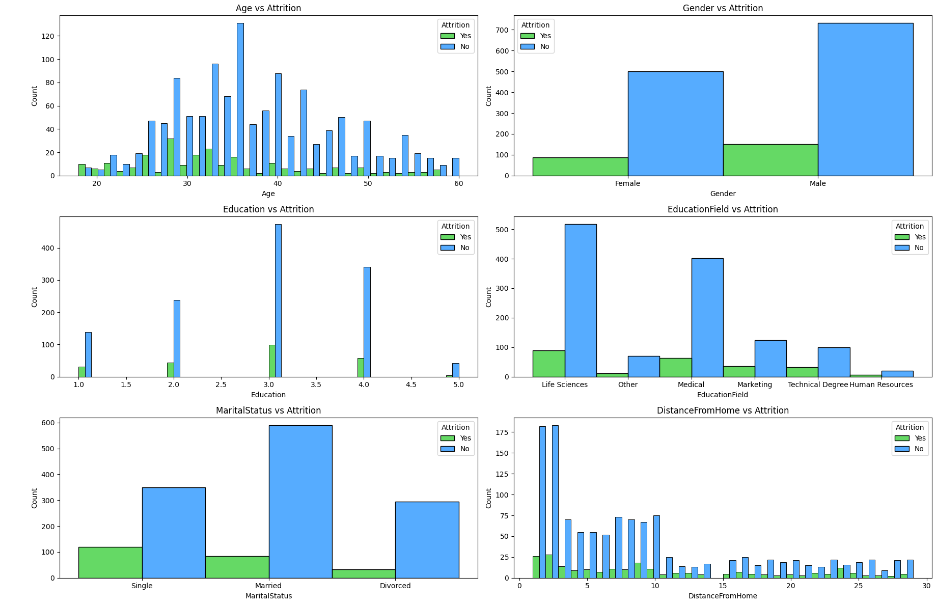 Age vs Attrition
Count
120
100
80
60
40
20
0
20
30
40
50
60
Age
Attrition
Yes
No
Gender vs Attrition
Count
700
600
500
400
300
200
100
0
Female
Male
Gender
Attrition
Yes
No
Education vs Attrition
Count
400
300
200
100
0
1.0
1.5
2.0
2.5
3.0
3.5
4.0
4.5
5.0
Education
Attrition
Yes
No
EducationField vs Attrition
Count
500
400
300
200
100
0
Life Sciences
Other
Medical
Marketing
Technical Degree
Human Resources
EducationField
Attrition
Yes
No
MaritalStatus vs Attrition
Count
600
500
400
300
200
100
0
Single
Married
Divorced
MaritalStatus
Attrition
Yes
No
DistanceFromHome vs Attrition
Count
175
150
125
100
75
50
25
0
0
5
10
15
20
25
30
DistanceFromHome
Attrition
Yes
No